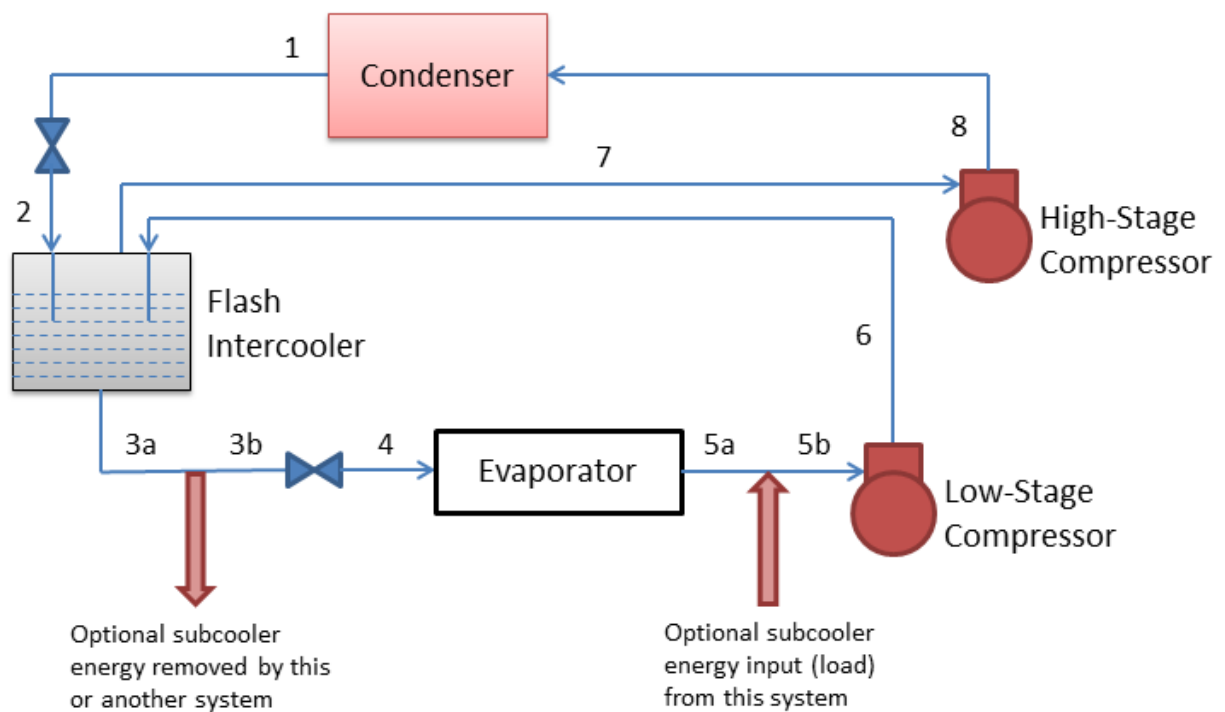 1
Condenser
8
7
2
High-Stage
Compressor
Flash
Intercooler
6
3a
3b
4
Evaporator
5a
5b
Low-Stage
Compressor
Optional subcooler
energy removed by this
or another system
Optional subcooler
energy input (load)
from this system